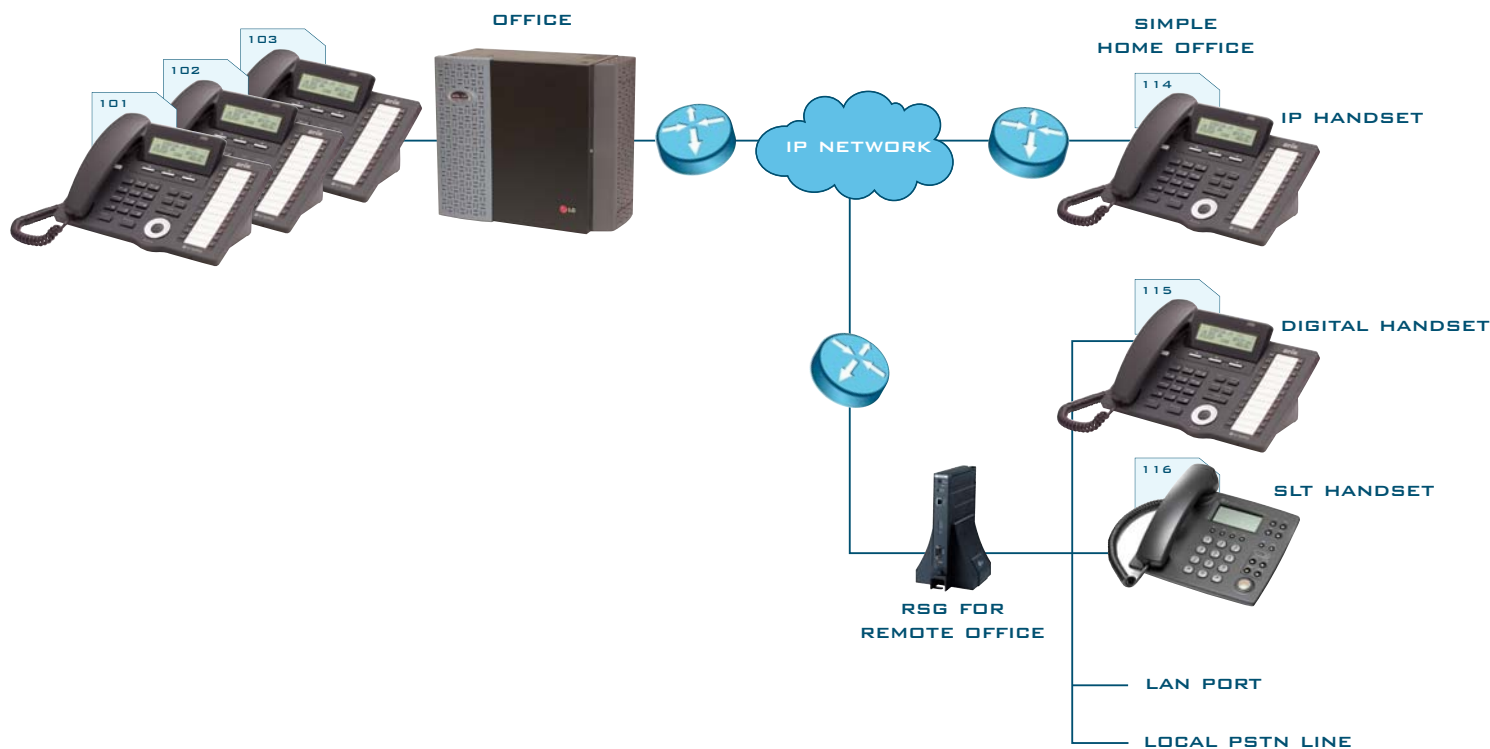 OFFICE
SIMPLE
HOME OFFICE
103
102
101
114
IP HANDSET
IP NETWORK
LG
115
DIGITAL HANDSET
116
SLT HANDSET
RSG FOR
REMOTE OFFICE
LAN PORT
LOCAL PSTN LINE